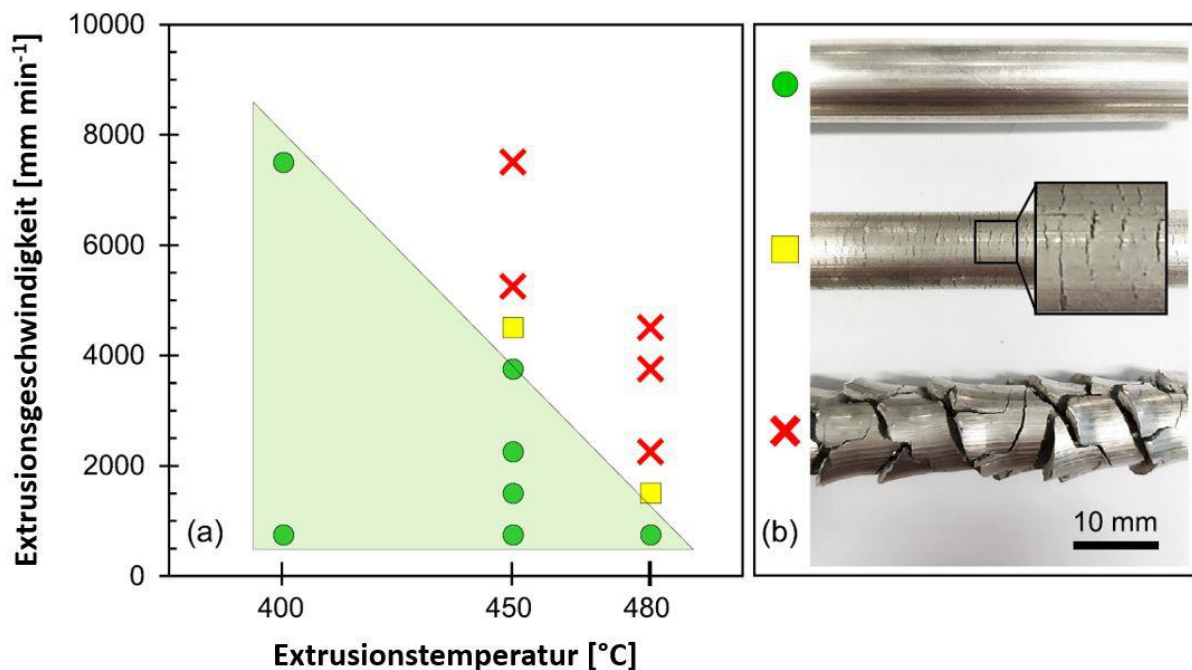 Extrusionsgeschwindigkeit [mm min⁻¹]
10000
8000
6000
4000
2000
0
(a)
400
450
480
Extrusionstemperatur [°C]
(b)
10 mm